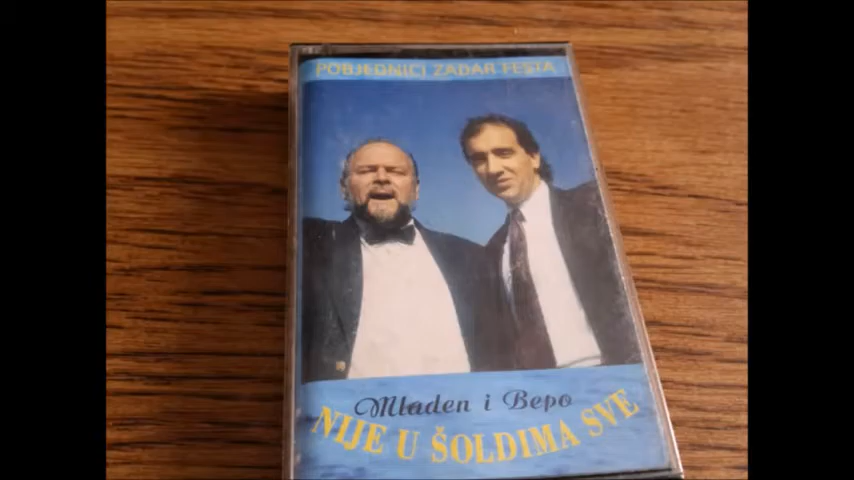 POBJEDNICI ZADAR FESTA
Mladen i Bepo
NIJE U ŠOLDIMA SVE